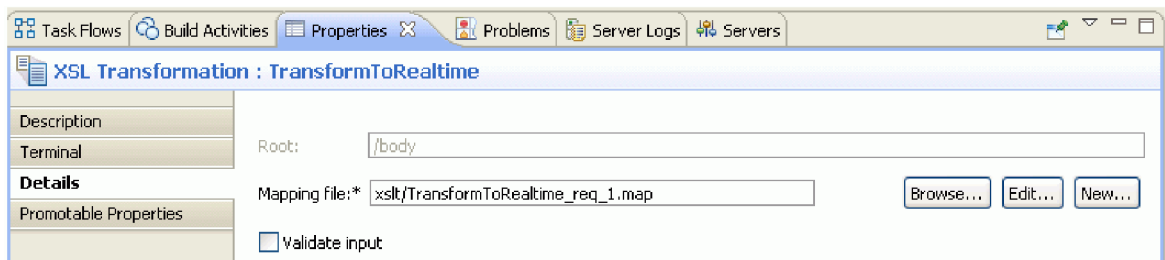 Task Flows Build Activities Properties Problems Server Logs Servers
XSL Transformation : TransformToRealtime
Description
Terminal
Details
Promotable Properties
Root: /body
Mapping file:* xslt/TransformToRealtime_req_1.map Browse... Edit... New...
Validate input